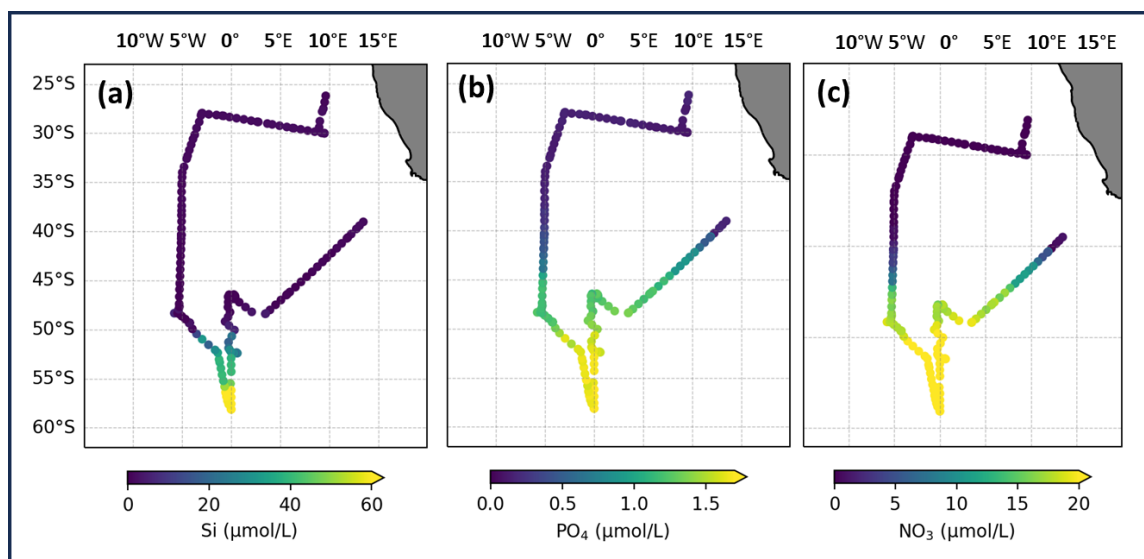 10°W 5°W 0° 5°E 10°E 15°E
10°W 5°W 0° 5°E 10°E 15°E
10°W 5°W 0° 5°E 10°E 15°E
(a)
(b)
(c)
25°S
30°S
35°S
40°S
45°S
50°S
55°S
60°S
0 20 40 60
Si (µmol/L)
0.0 0.5 1.0 1.5
PO₄ (µmol/L)
0 5 10 15 20
NO₃ (µmol/L)